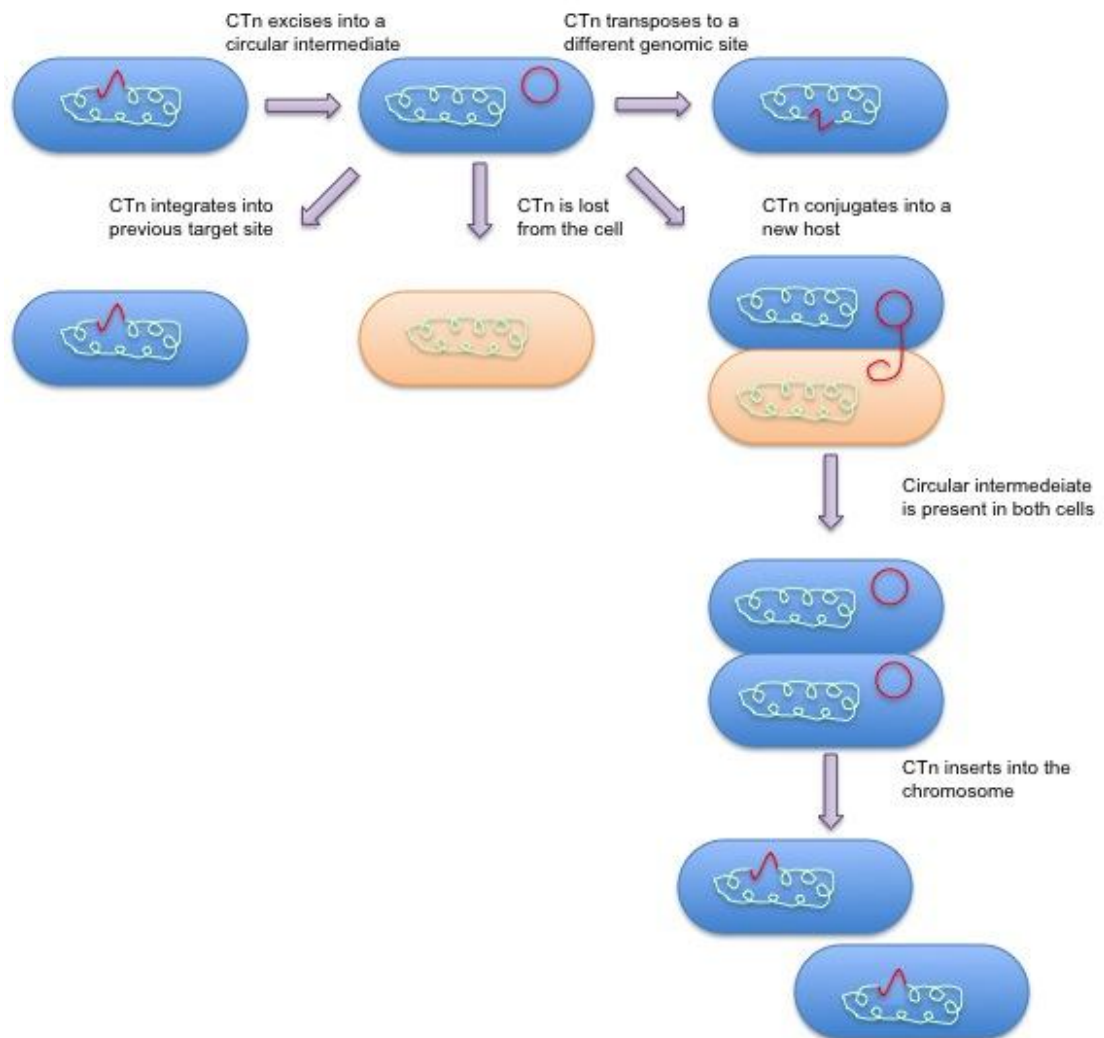 CTn excises into a
circular intermediate
CTn transposes to a
different genomic site
CTn integrates into
previous target site
CTn is lost
from the cell
CTn conjugates into a
new host
Circular intermedeiate
is present in both cells
CTn inserts into the
chromosome